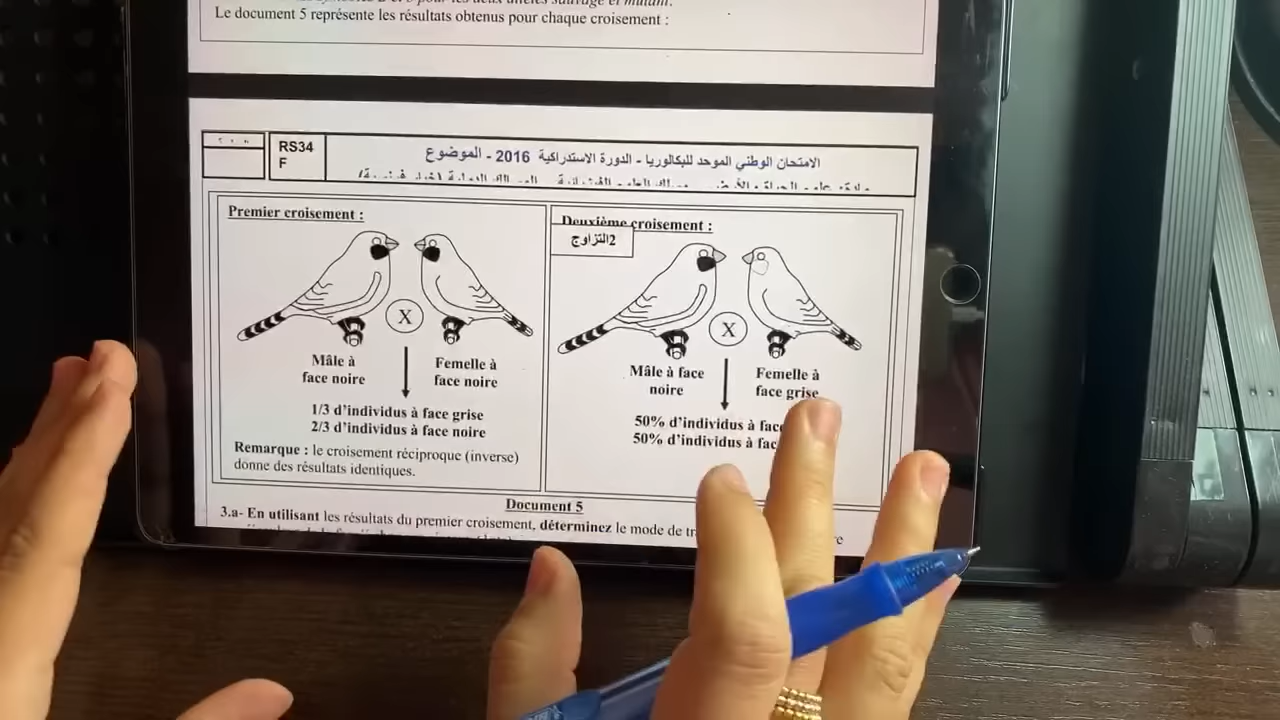 Le document 5 représente les résultats obtenus pour chaque croisement :
RS34
F
الامتحان الوطني الموحد للبكالوريا - الدورة الاستدراكية 2016 - الموضوع
Premier croisement :
X
Mâle à
face noire
Femelle à
face noire
1/3 d'individus à face grise
2/3 d'individus à face noire
Remarque : le croisement réciproque (inverse)
donne des résultats identiques.
Deuxième croisement :
التزاوج2
X
Mâle à face
noire
Femelle à
face grise
50% d'individus à
50% d'individus à
Document 5
3.a- En utilisant les résultats du premier croisement, déterminez le mode de